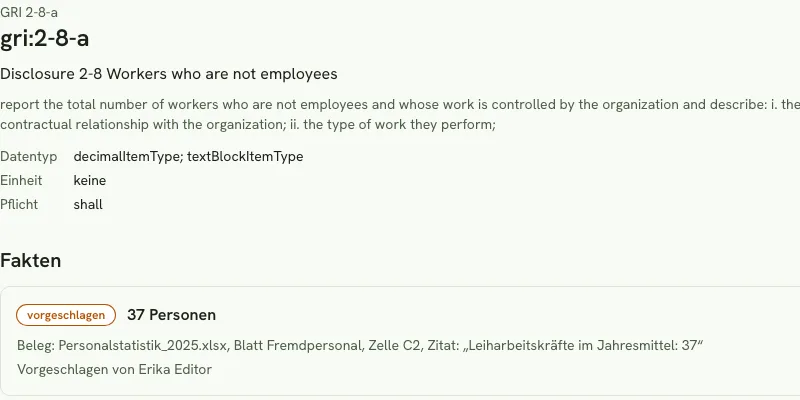 GRI 2-8-a
gri:2-8-a
Disclosure 2-8 Workers who are not employees
report the total number of workers who are not employees and whose work is controlled by the organization and describe: i. the
contractual relationship with the organization; ii. the type of work they perform;
Datentyp decimalItemType; textBlockItemType
Einheit keine
Pflicht shall
Fakten
vorgeschlagen 37 Personen
Beleg: Personalstatistik_2025.xlsx, Blatt Fremdpersonal, Zelle C2, Zitat: „Leiharbeitskräfte im Jahresmittel: 37“
Vorgeschlagen von Erika Editor